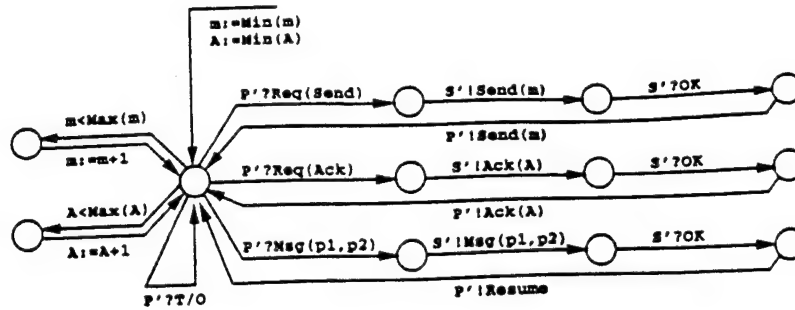 m:=Min(m)
A:=Min(A)
P'?Req(Send)
S'!Send(m)
S'?OK
m<Max(m)
P'!Send(m)
m:=m+1
P'?Req(Ack)
S'!Ack(A)
S'?OK
A<Max(A)
P'!Ack(A)
A:=A+1
P'?Msg(p1,p2)
S'!Msg(p1,p2)
S'?OK
P'?T/O
P'!Resume